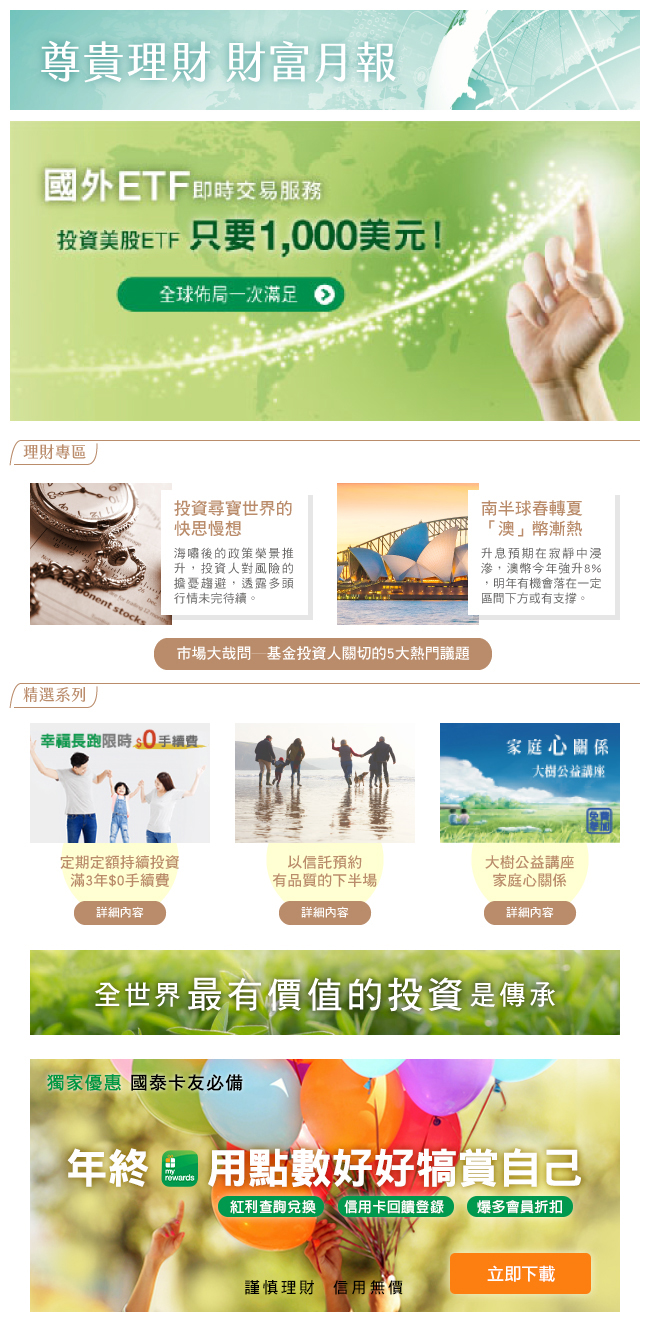 尊貴理財 財富月報
國外ETF即時交易服務
投資美股ETF 只要1,000美元！
全球佈局一次滿足
理財專區
投資尋寶世界的
快思慢想
海嘯後的政策榮景推
升，投資人對風險的
擔憂趨避，透露多頭
行情未完待續。
南半球春轉夏
「澳」幣漸熱
升息預期在寂靜中浸
滲，澳幣今年強升8%
，明年有機會落在一定
區間下方或有支撐。
component stocks
市場大哉問─基金投資人關切的5大熱門議題
精選系列
幸福長跑限時$0手續費
家庭心關係
大樹公益講座
免費參加
定期定額持續投資
滿3年$0手續費
以信託預約
有品質的下半場
大樹公益講座
家庭心關係
詳細內容
詳細內容
詳細內容
全世界最有價值的投資是傳承
獨家優惠 國泰卡友必備
年終 my rewards 用點數好好犒賞自己
紅利查詢兌換 信用卡回饋登錄 爆多會員折扣
立即下載
謹慎理財 信用無價